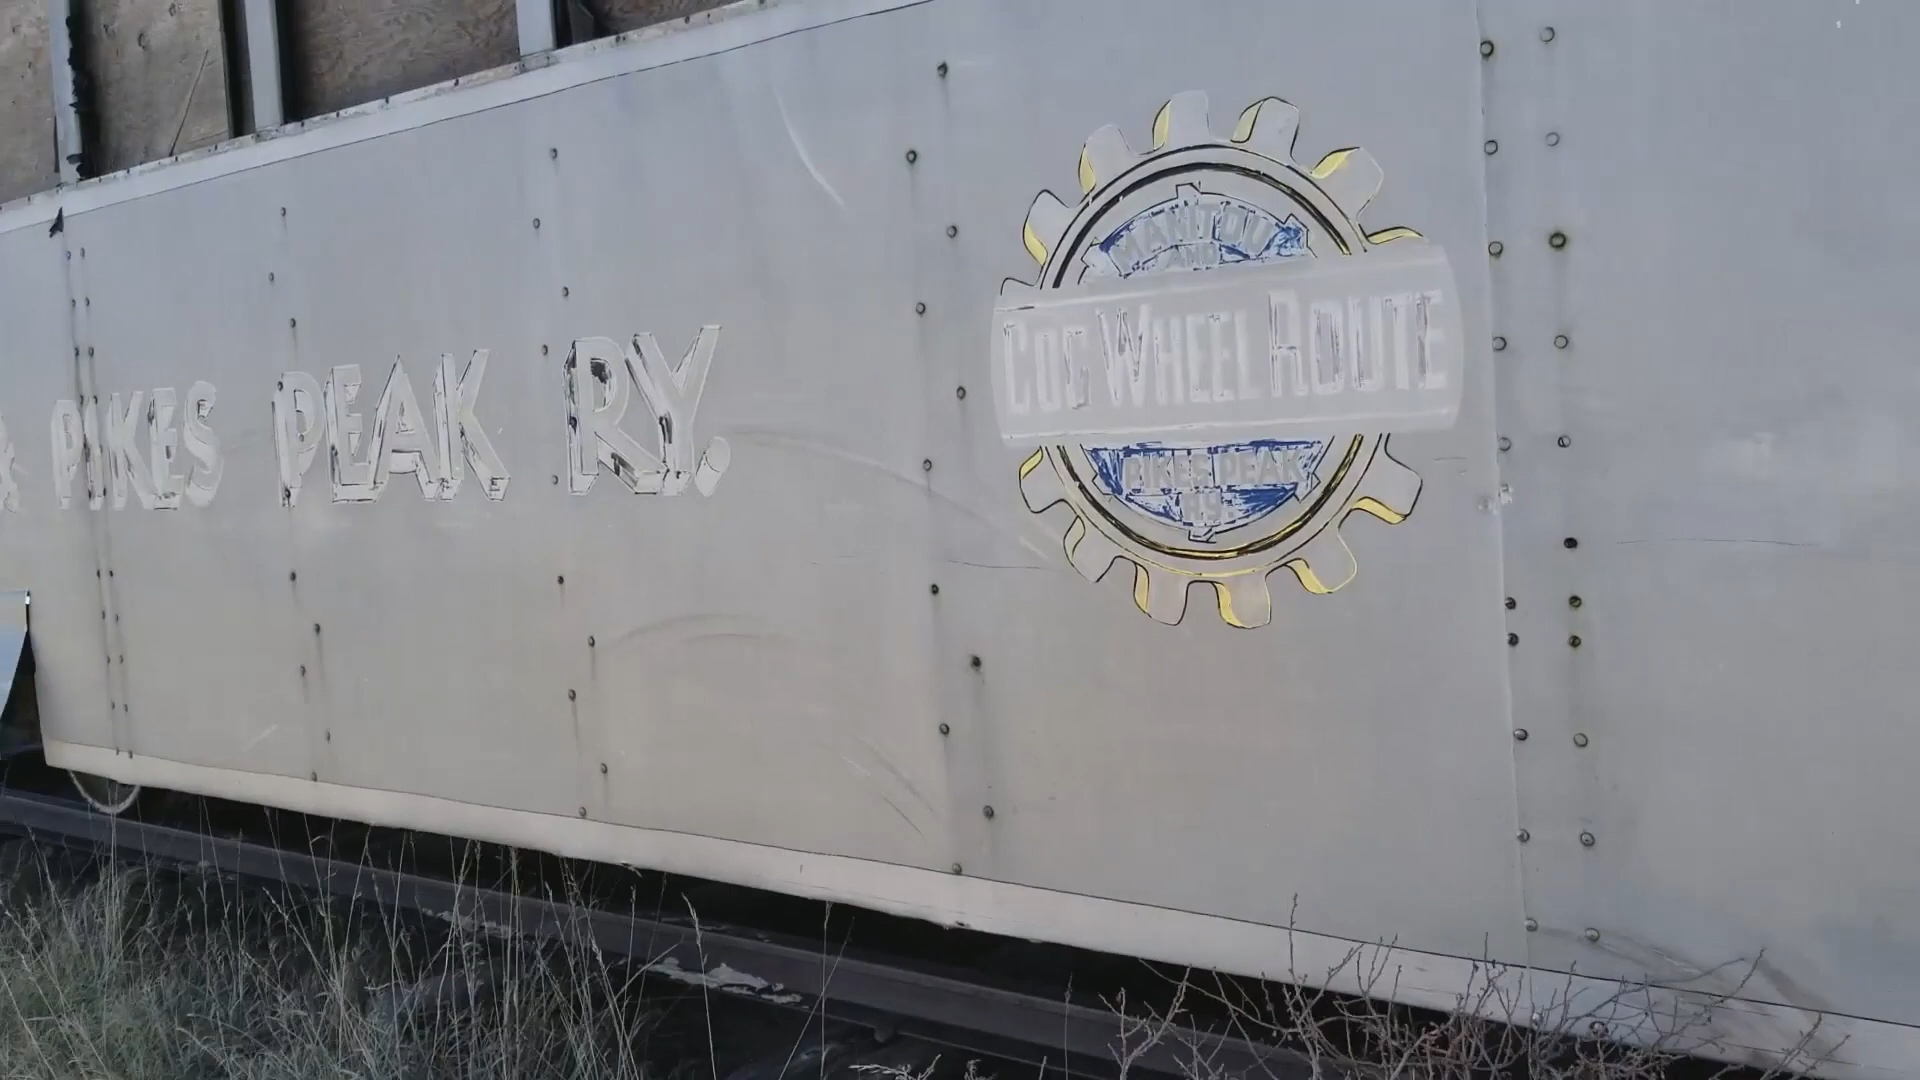 & PIKES PEAK RY.
MANITOU
AND
COG WHEEL ROUTE
PIKES PEAK
RY.